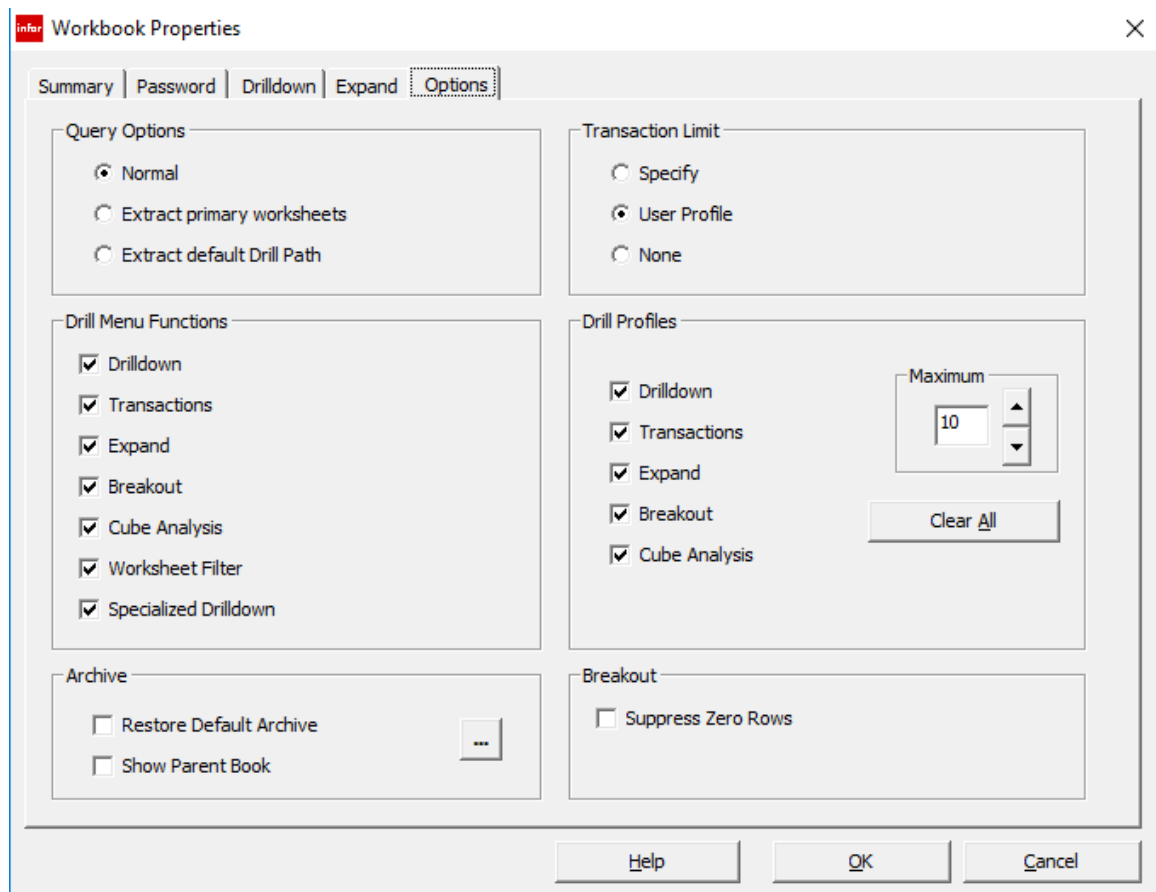 infor Workbook Properties
Summary Password Drilldown Expand Options
Query Options
Normal
Extract primary worksheets
Extract default Drill Path
Transaction Limit
Specify
User Profile
None
Drill Menu Functions
Drilldown
Transactions
Expand
Breakout
Cube Analysis
Worksheet Filter
Specialized Drilldown
Drill Profiles
Drilldown
Transactions
Expand
Breakout
Cube Analysis
Maximum
10
Clear All
Archive
Restore Default Archive
Show Parent Book
...
Breakout
Suppress Zero Rows
Help OK Cancel